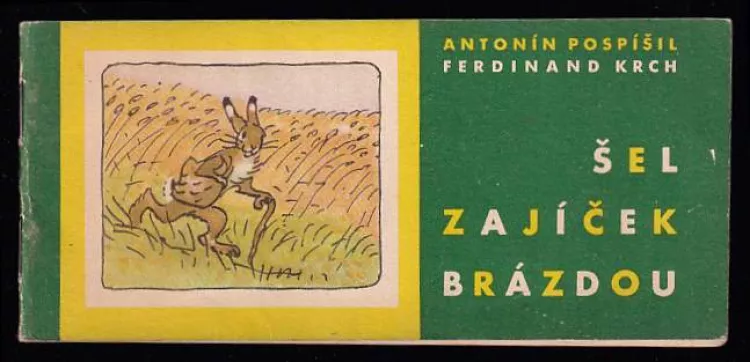 ANTONÍN POSPÍŠIL
FERDINAND KRCH
ŠEL
ZAJÍČEK
BRÁZDOU